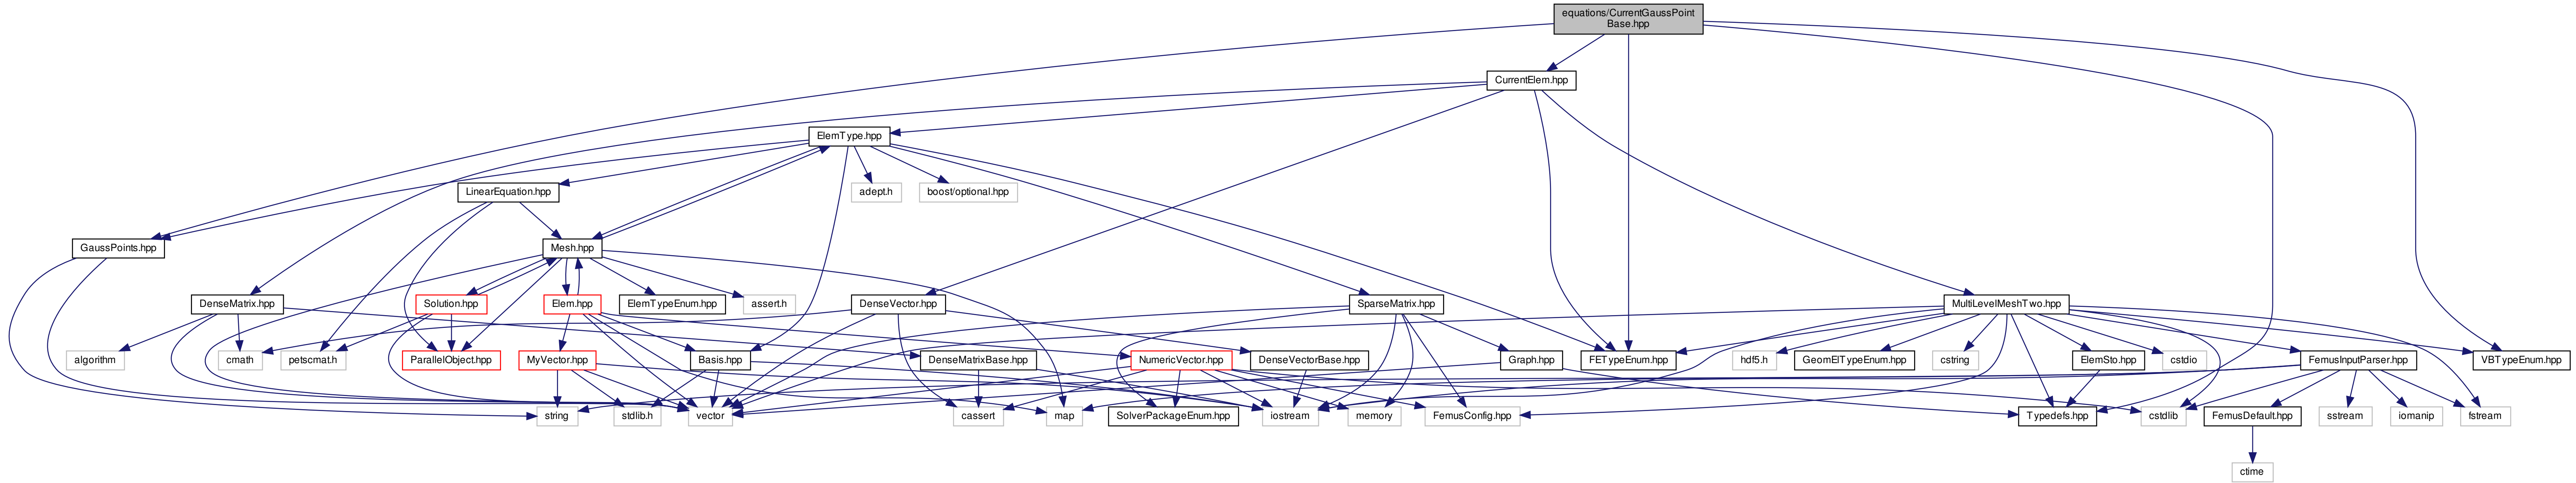 equations/CurrentGaussPoint
Base.hpp
CurrentElem.hpp
ElemType.hpp
LinearEquation.hpp
adept.h
boost/optional.hpp
GaussPoints.hpp
Mesh.hpp
DenseMatrix.hpp
Solution.hpp
Elem.hpp
ElemTypeEnum.hpp
assert.h
DenseVector.hpp
SparseMatrix.hpp
MultiLevelMeshTwo.hpp
algorithm
cmath
petscmat.h
ParallelObject.hpp
MyVector.hpp
Basis.hpp
DenseMatrixBase.hpp
NumericVector.hpp
DenseVectorBase.hpp
Graph.hpp
FETypeEnum.hpp
hdf5.h
GeomElTypeEnum.hpp
cstring
ElemSto.hpp
cstdio
FemusInputParser.hpp
VBTypeEnum.hpp
string
stdlib.h
vector
cassert
map
SolverPackageEnum.hpp
iostream
memory
FemusConfig.hpp
Typedefs.hpp
cstdlib
FemusDefault.hpp
sstream
iomanip
fstream
ctime